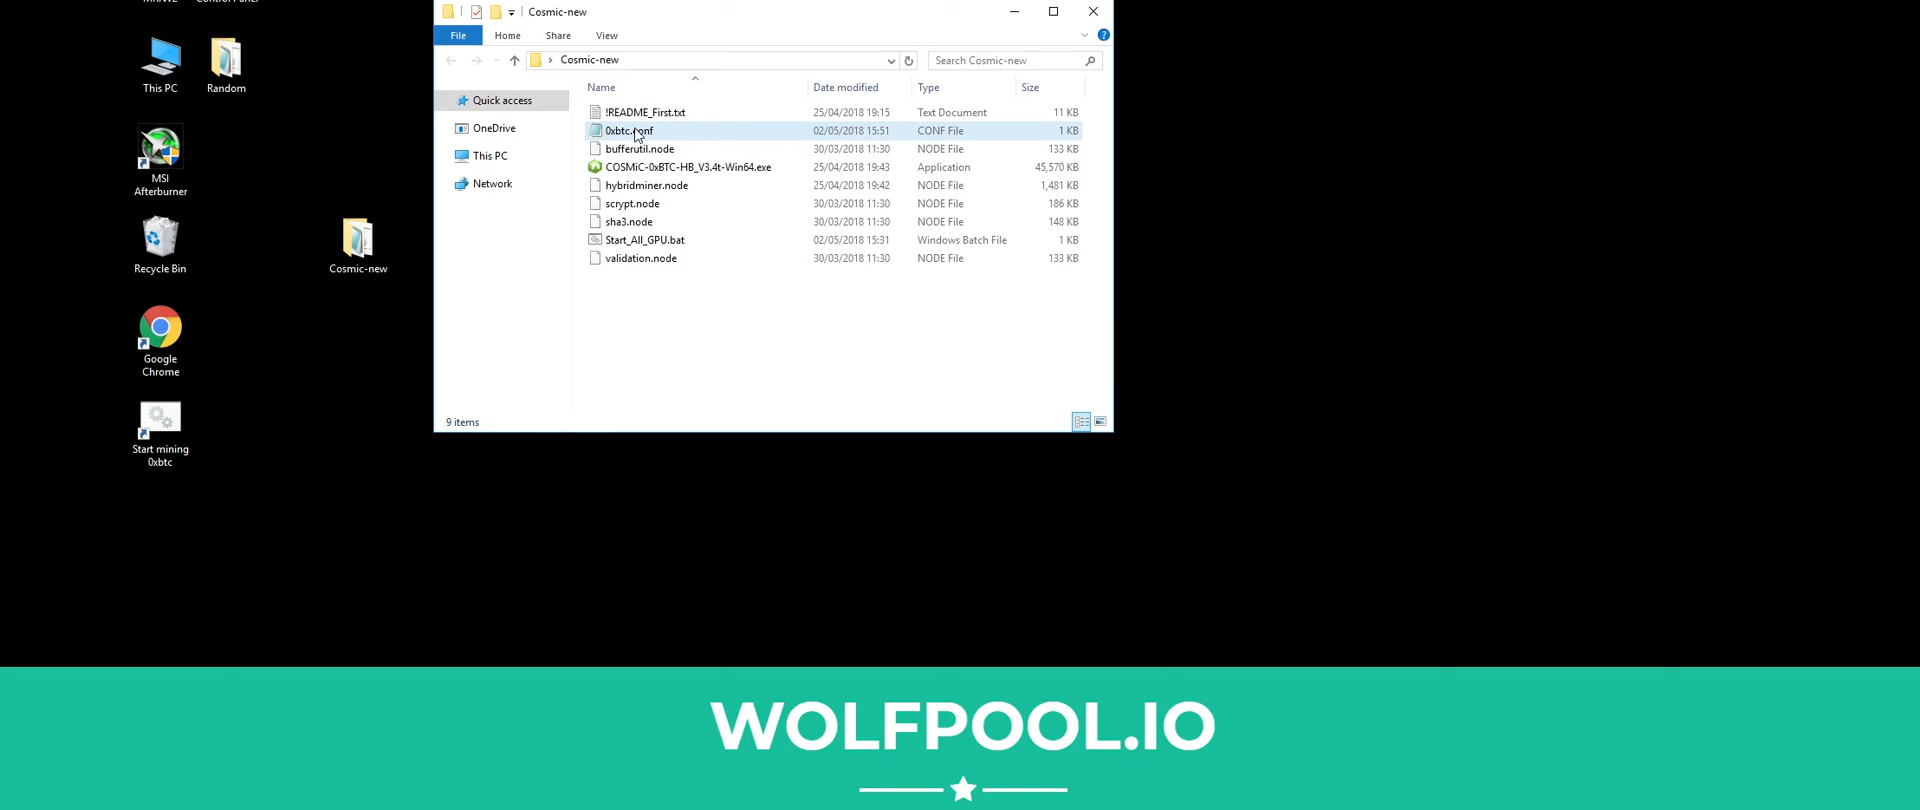 Cosmic-new
File Home Share View
Cosmic-new
Search Cosmic-new
Name Date modified Type Size
Quick access
OneDrive
This PC
Network
!README_First.txt 25/04/2018 19:15 Text Document 11 KB
0xbtc.conf 02/05/2018 15:51 CONF File 1 KB
bufferutil.node 30/03/2018 11:30 NODE File 133 KB
COSMiC-0xBTC-HB_V3.4t-Win64.exe 25/04/2018 19:43 Application 45,570 KB
hybridminer.node 25/04/2018 19:42 NODE File 1,481 KB
scrypt.node 30/03/2018 11:30 NODE File 186 KB
sha3.node 30/03/2018 11:30 NODE File 148 KB
Start_All_GPU.bat 02/05/2018 15:31 Windows Batch File 1 KB
validation.node 30/03/2018 11:30 NODE File 133 KB
9 items
This PC
Random
MSI
Afterburner
Recycle Bin
Cosmic-new
Google
Chrome
Start mining
0xbtc
WOLFPOOL.IO